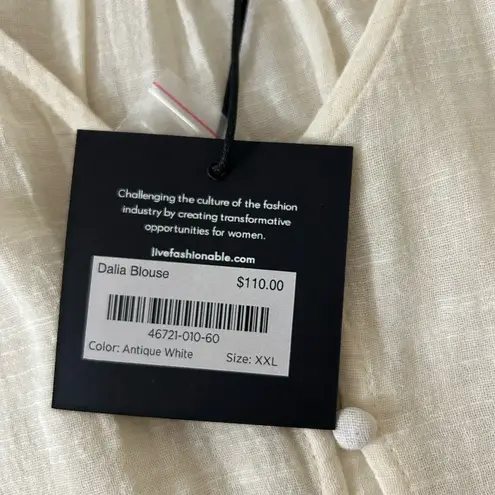 Challenging the culture of the fashion
industry by creating transformative
opportunities for women.
livefashionable.com
Dalia Blouse $110.00
46721-010-60
Color: Antique White Size: XXL